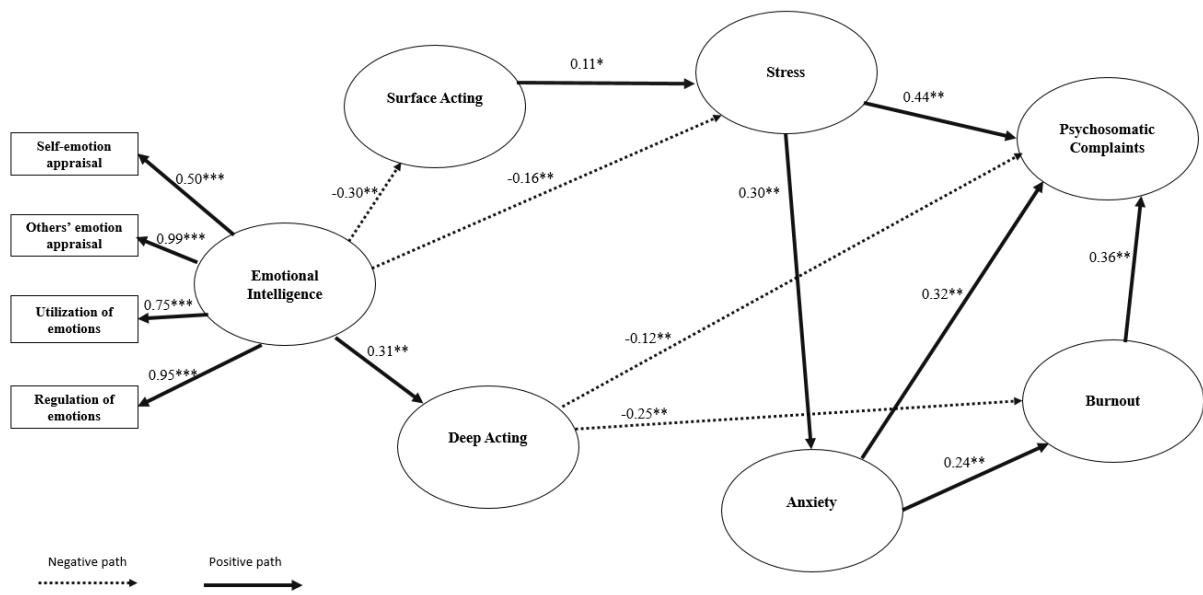 0.11*
Stress
Surface Acting
0.44**
Psychosomatic
Complaints
Self-emotion
appraisal
0.50***
-0.30**
-0.16**
0.30**
Others’ emotion
appraisal
0.99***
Emotional
Intelligence
0.36**
Utilization of
emotions
0.75***
0.32**
0.31**
-0.12**
Regulation of
emotions
0.95***
Burnout
-0.25**
Deep Acting
0.24**
Anxiety
Negative path
Positive path